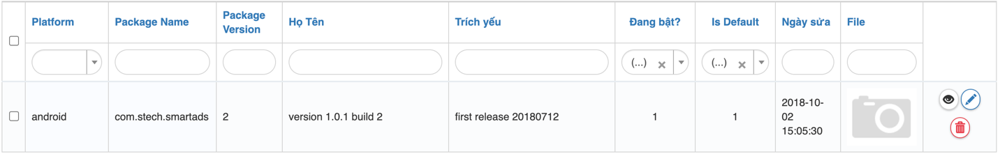 Platform
Package Name
Package
Version
Họ Tên
Trích yếu
Đang bật?
Is Default
Ngày sửa
File
(...) ×
(...) ×
android
com.stech.smartads
2
version 1.0.1 build 2
first release 20180712
1
1
2018-10-
02
15:05:30